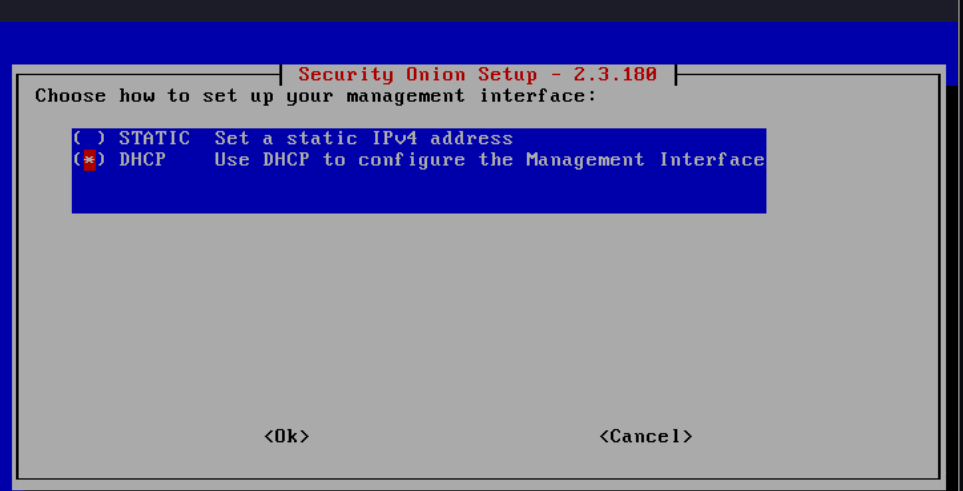 Security Onion Setup - 2.3.180
Choose how to set up your management interface:
( ) STATIC Set a static IPv4 address
(*) DHCP Use DHCP to configure the Management Interface
<Ok> <Cancel>